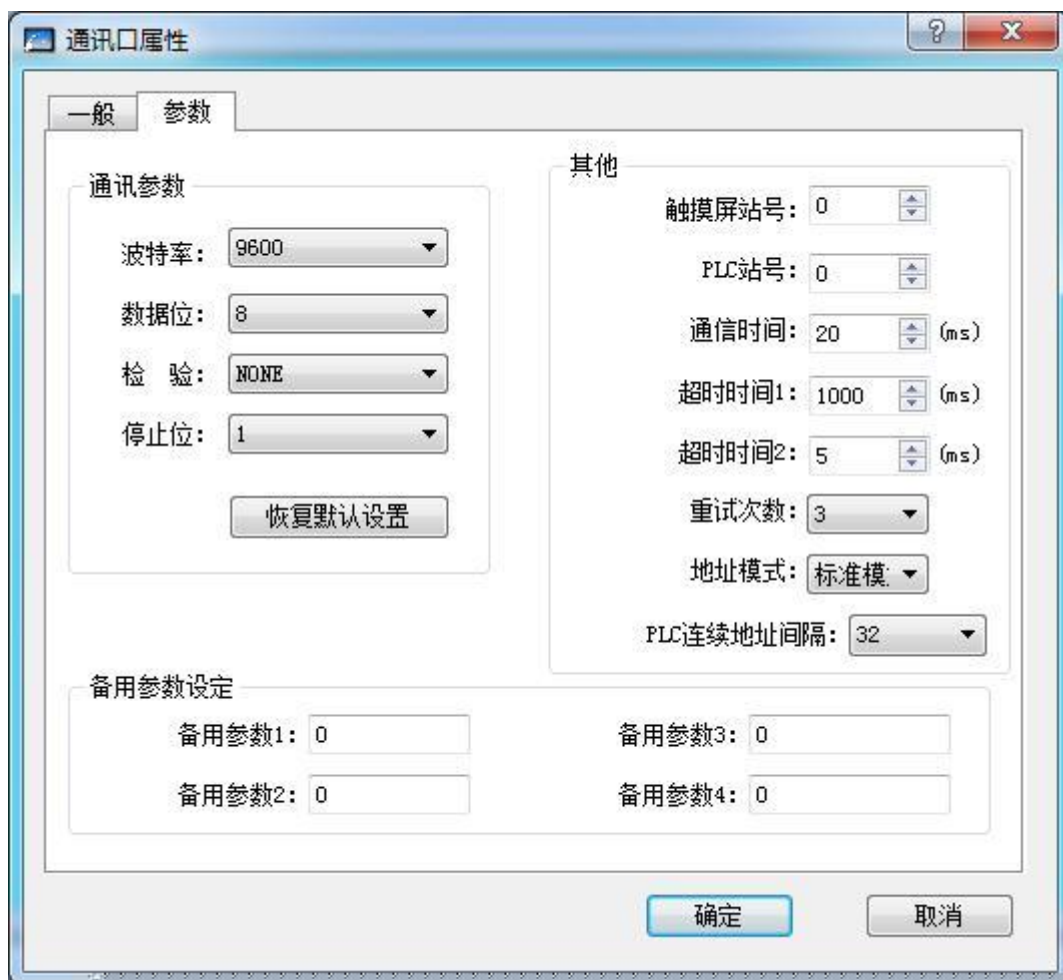 通讯口属性
一般 参数
通讯参数
波特率: 9600
数据位: 8
检 验: NONE
停止位: 1
恢复默认设置
其他
触摸屏站号: 0
PLC站号: 0
通信时间: 20 (ms)
超时时间1: 1000 (ms)
超时时间2: 5 (ms)
重试次数: 3
地址模式: 标准模
PLC连续地址间隔: 32
备用参数设定
备用参数1: 0 备用参数3: 0
备用参数2: 0 备用参数4: 0
确定 取消